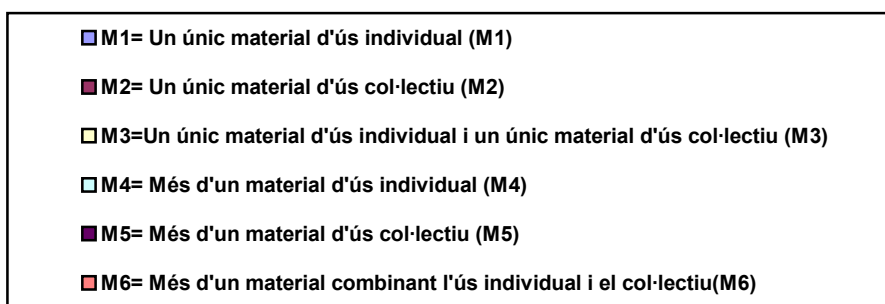 M1= Un únic material d'ús individual (M1)
M2= Un únic material d'ús col·lectiu (M2)
M3=Un únic material d'ús individual i un únic material d'ús col·lectiu (M3)
M4= Més d'un material d'ús individual (M4)
M5= Més d'un material d'ús col·lectiu (M5)
M6= Més d'un material combinant l'ús individual i el col·lectiu(M6)